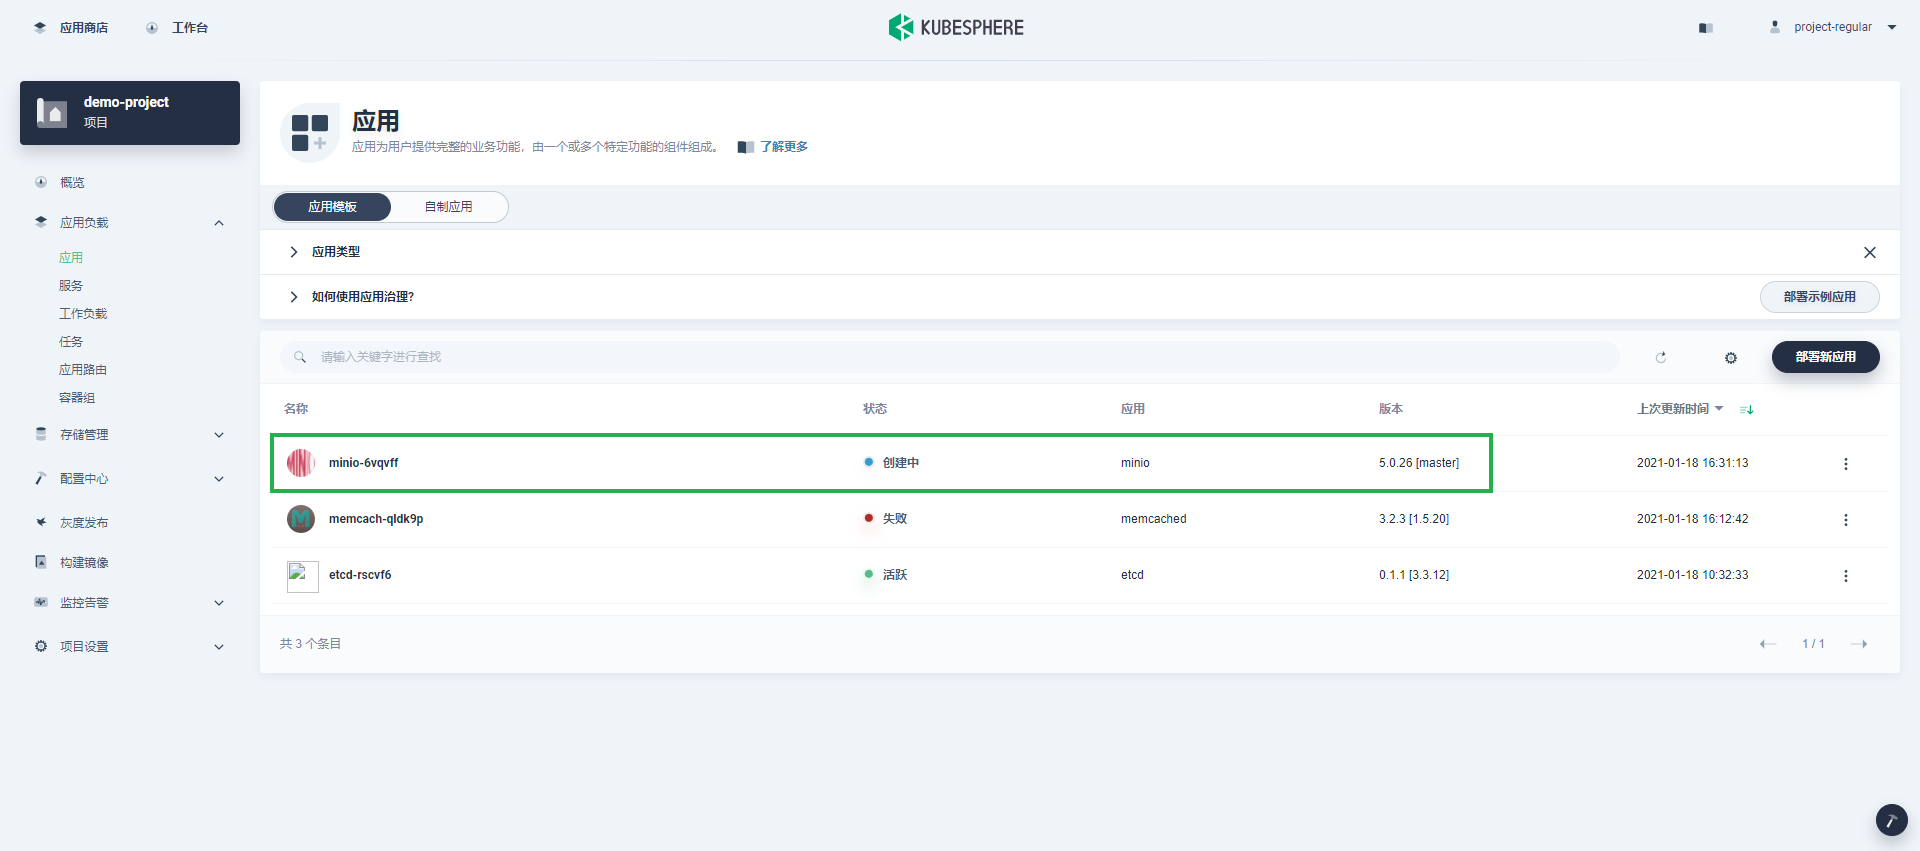 应用商店 工作台 KUBESPHERE project-regular
demo-project
项目
概览
应用负载
应用
服务
工作负载
任务
应用路由
容器组
存储管理
配置中心
灰度发布
构建镜像
监控告警
项目设置
应用
应用为用户提供完整的业务功能，由一个或多个特定功能的组件组成。 了解更多
应用模板 自制应用
应用类型
如何使用应用治理? 部署示例应用
请输入关键字进行查找 部署新应用
名称 状态 应用 版本 上次更新时间
minio-6vqvff 创建中 minio 5.0.26 [master] 2021-01-18 16:31:13
memcach-qldk9p 失败 memcached 3.2.3 [1.5.20] 2021-01-18 16:12:42
etcd-rscvf6 活跃 etcd 0.1.1 [3.3.12] 2021-01-18 10:32:33
共 3 个条目 1 / 1